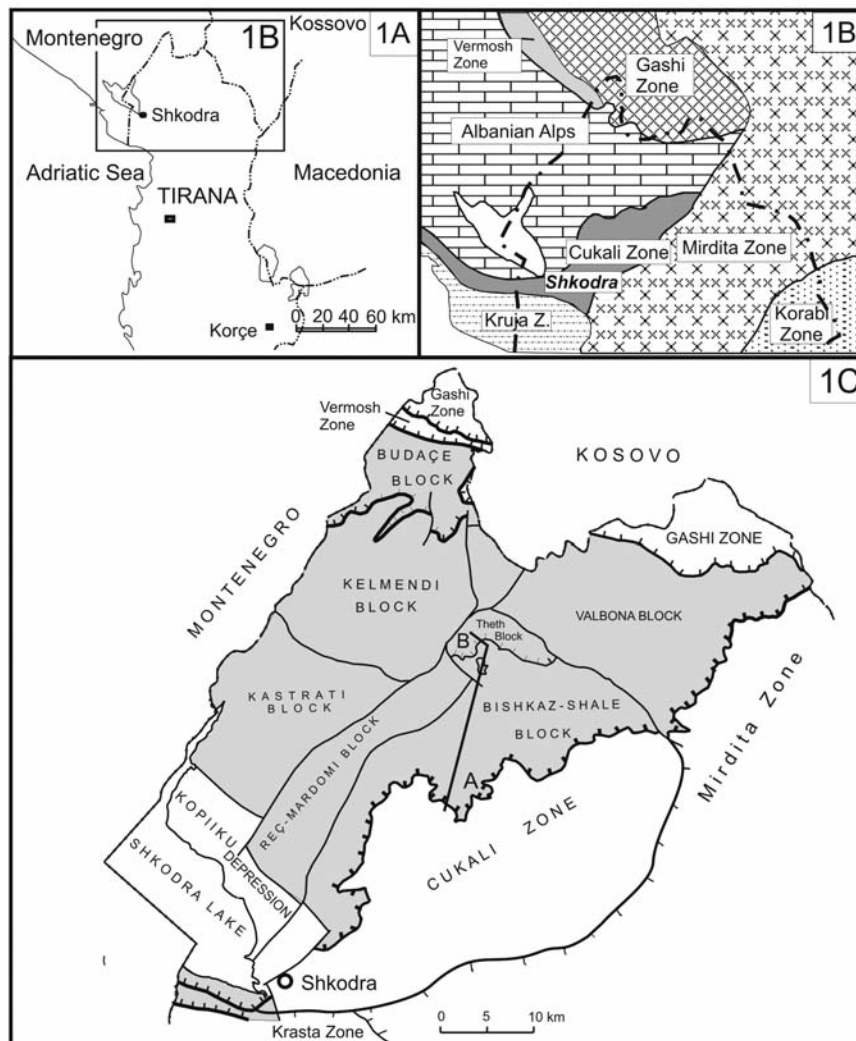 Montenegro
Kossovo
1B
1A
Shkodra
Adriatic Sea
Macedonia
TIRANA
Korçe
0 20 40 60 km
1B
Vermosh
Zone
Gashi
Zone
Albanian Alps
Cukali Zone
Mirdita Zone
Shkodra
Kruja Z.
Korabi
Zone
1C
Gashi
Zone
Vermosh
Zone
BUDAÇE
BLOCK
KOSOVO
GASHI ZONE
MONTENEGRO
KELMENDI
BLOCK
VALBONA BLOCK
Theth
Block
B
KASTRATI
BLOCK
BISHKAZ-SHALE
BLOCK
REÇ-MARDOMI BLOCK
A
Mirdita Zone
KOPIIKU
DEPRESSION
SHKODRA LAKE
CUKALI ZONE
Shkodra
Krasta Zone
0 5 10 km